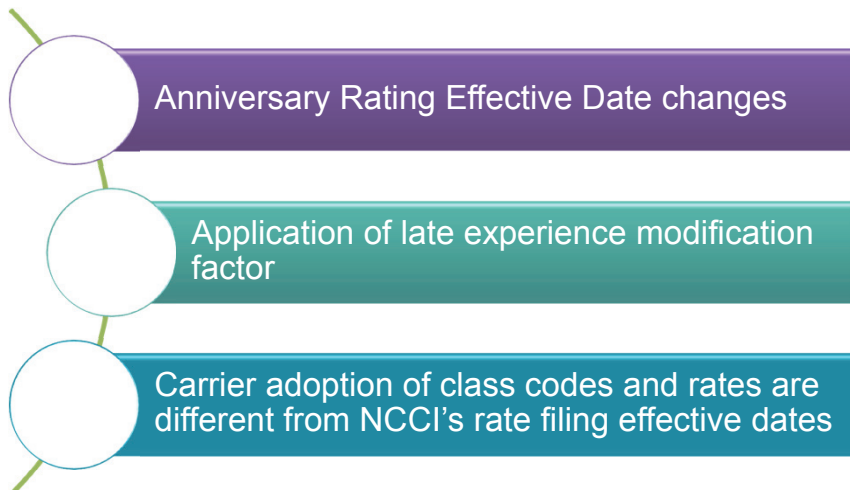 Anniversary Rating Effective Date changes
Application of late experience modification
factor
Carrier adoption of class codes and rates are
different from NCCI’s rate filing effective dates